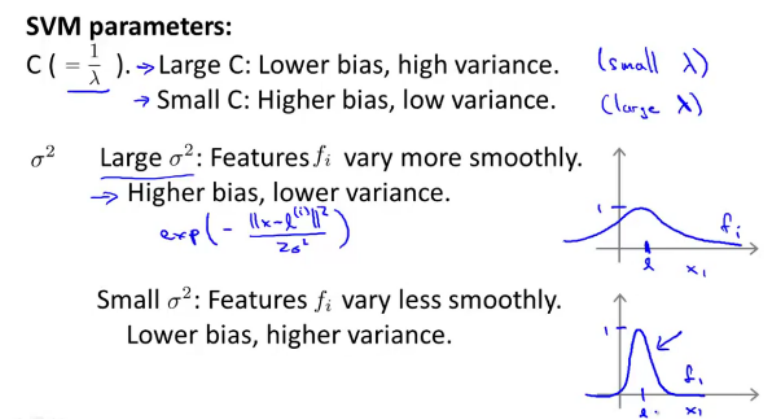 SVM parameters:
C ( = 1/λ ). → Large C: Lower bias, high variance. (small λ)
→ Small C: Higher bias, low variance. (large λ)
σ² Large σ²: Features fᵢ vary more smoothly.
→ Higher bias, lower variance.
exp(- ||x-l⁽ⁱ⁾||² / 2σ²)
1 fᵢ
l x₁
Small σ²: Features fᵢ vary less smoothly.
Lower bias, higher variance.
1
fᵢ
l x₁